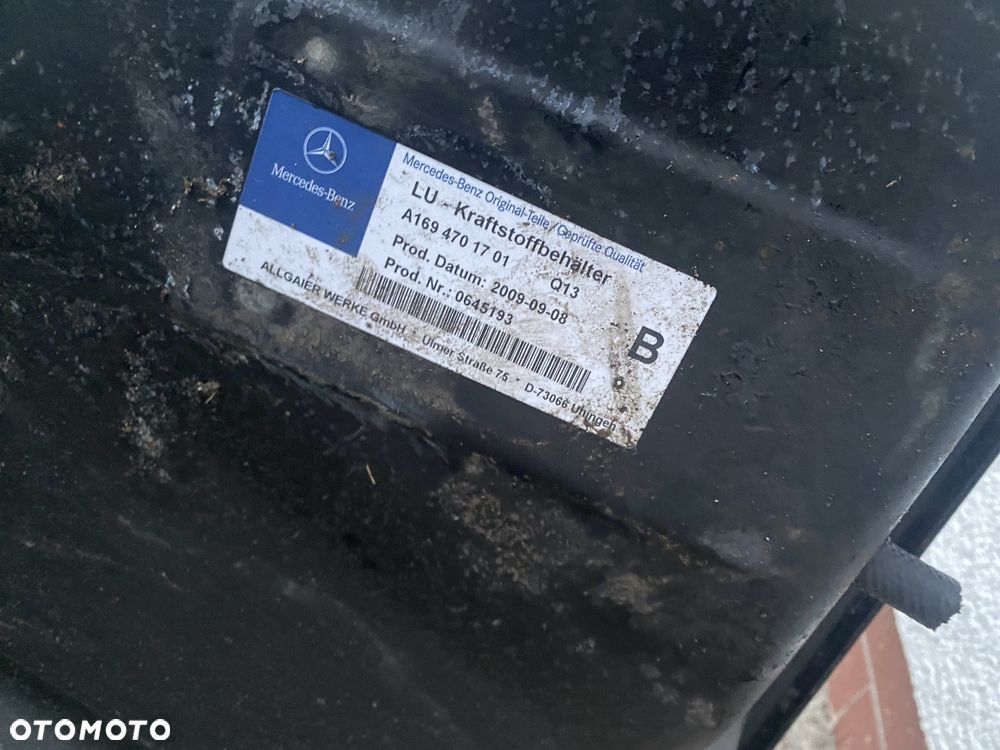 Mercedes-Benz
Mercedes-Benz Original-Teile/Geprüfte Qualität
LU - Kraftstoffbehälter
A169 470 17 01 Q13
Prod. Datum: 2009-09-08
Prod. Nr.: 0645193
B
ALLGAIER WERKE GmbH · Ulmer Straße 75 · D-73066 Uhingen
OTOMOTO